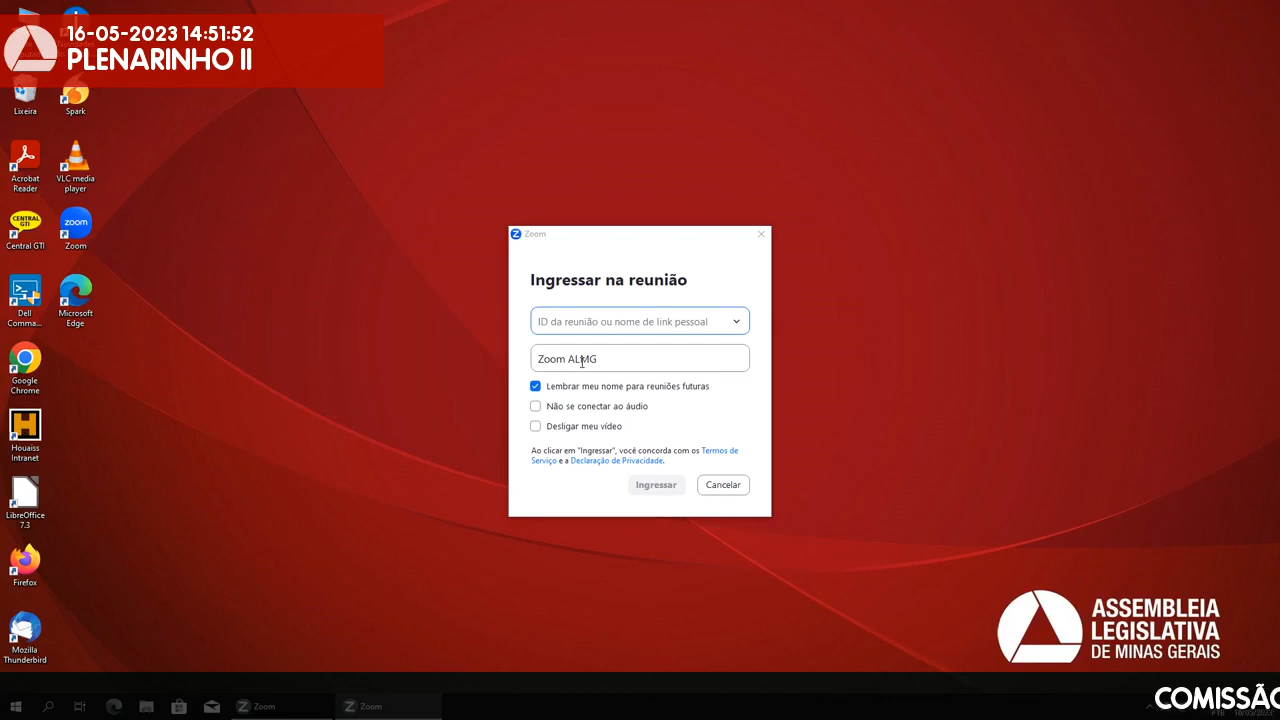 16-05-2023 14:51:52
PLENARINHO II
Lixeira
Spark
Acrobat
Reader
VLC media
player
CENTRAL
GTI
Central GTI
zoom
Zoom
Dell
Comma...
Microsoft
Edge
Google
Chrome
Houaiss
Intranet
LibreOffice
7.3
Firefox
Mozilla
Thunderbird
Zoom
Ingressar na reunião
ID da reunião ou nome de link pessoal
Zoom ALMG
Lembrar meu nome para reuniões futuras
Não se conectar ao áudio
Desligar meu vídeo
Ao clicar em "Ingressar", você concorda com os Termos de
Serviço e a Declaração de Privacidade.
Ingressar
Cancelar
ASSEMBLEIA
LEGISLATIVA
DE MINAS GERAIS
Zoom
Zoom
COMISSÃO